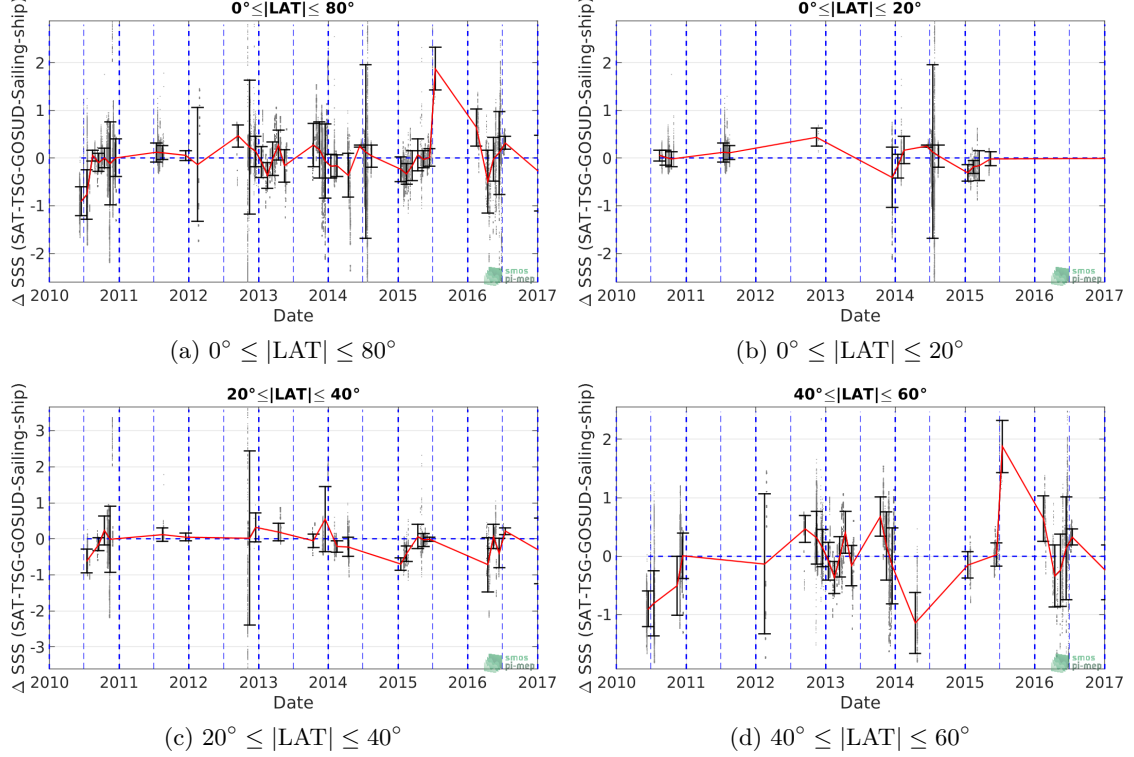 0°≤|LAT|≤ 80°
Δ SSS (SAT-TSG-GOSUD-Sailing-ship)
2
1
0
-1
-2
2010 2011 2012 2013 2014 2015 2016 2017
Date
smos
pi-mep
(a) 0° ≤ |LAT| ≤ 80°
0°≤|LAT|≤ 20°
Δ SSS (SAT-TSG-GOSUD-Sailing-ship)
2
1
0
-1
-2
2010 2011 2012 2013 2014 2015 2016 2017
Date
smos
pi-mep
(b) 0° ≤ |LAT| ≤ 20°
20°≤|LAT|≤ 40°
Δ SSS (SAT-TSG-GOSUD-Sailing-ship)
3
2
1
0
-1
-2
-3
2010 2011 2012 2013 2014 2015 2016 2017
Date
smos
pi-mep
(c) 20° ≤ |LAT| ≤ 40°
40°≤|LAT|≤ 60°
Δ SSS (SAT-TSG-GOSUD-Sailing-ship)
2
1
0
-1
2010 2011 2012 2013 2014 2015 2016 2017
Date
smos
pi-mep
(d) 40° ≤ |LAT| ≤ 60°